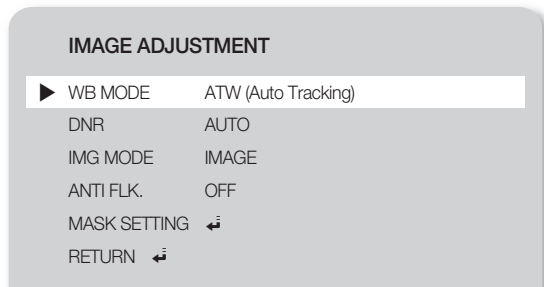 IMAGE ADJUSTMENT
WB MODE ATW (Auto Tracking)
DNR AUTO
IMG MODE IMAGE
ANTI FLK. OFF
MASK SETTING
RETURN